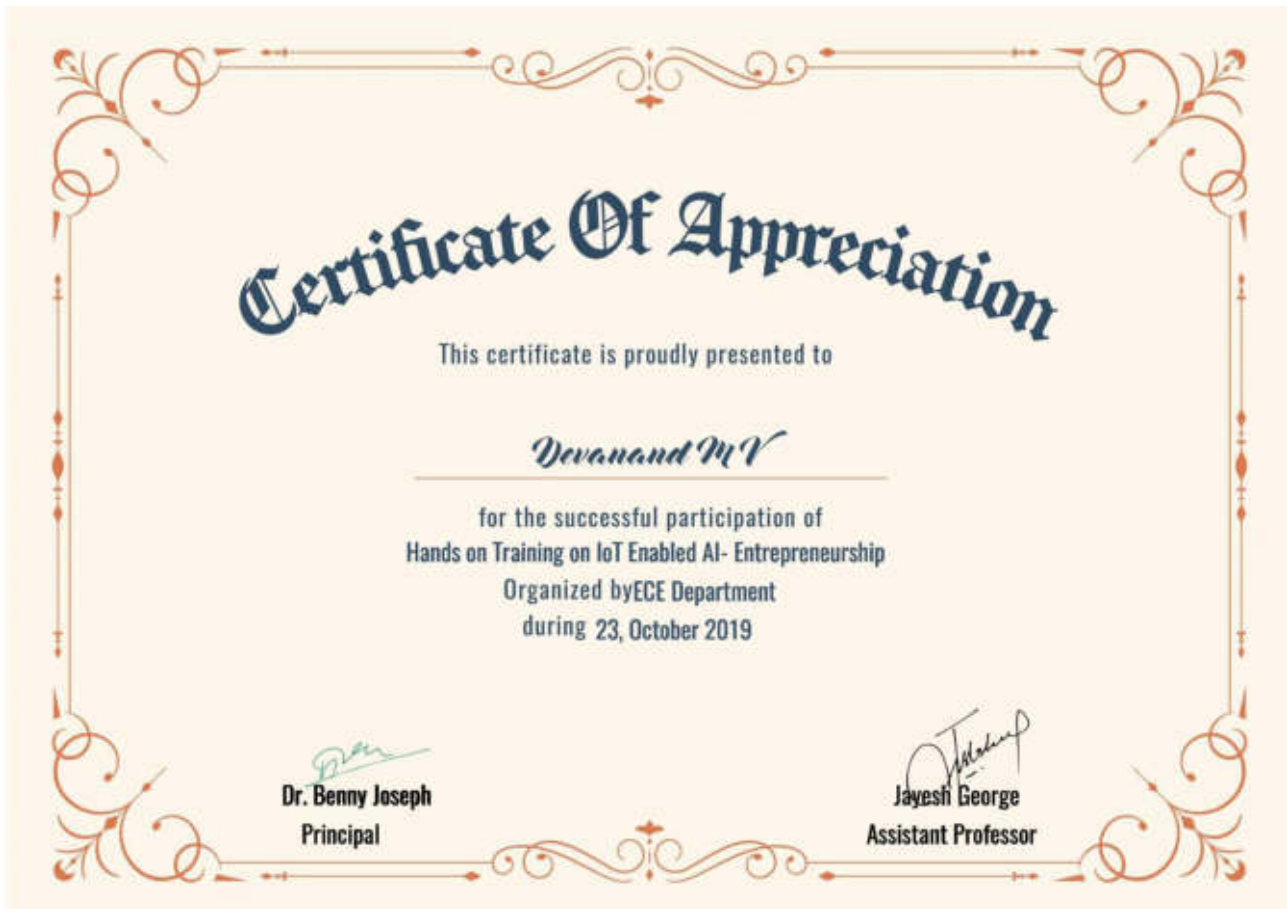 Certificate Of Appreciation
This certificate is proudly presented to
Devanand M V
for the successful participation of
Hands on Training on IoT Enabled AI- Entrepreneurship
Organized byECE Department
during 23, October 2019
Dr. Benny Joseph
Principal
Jayesh George
Assistant Professor